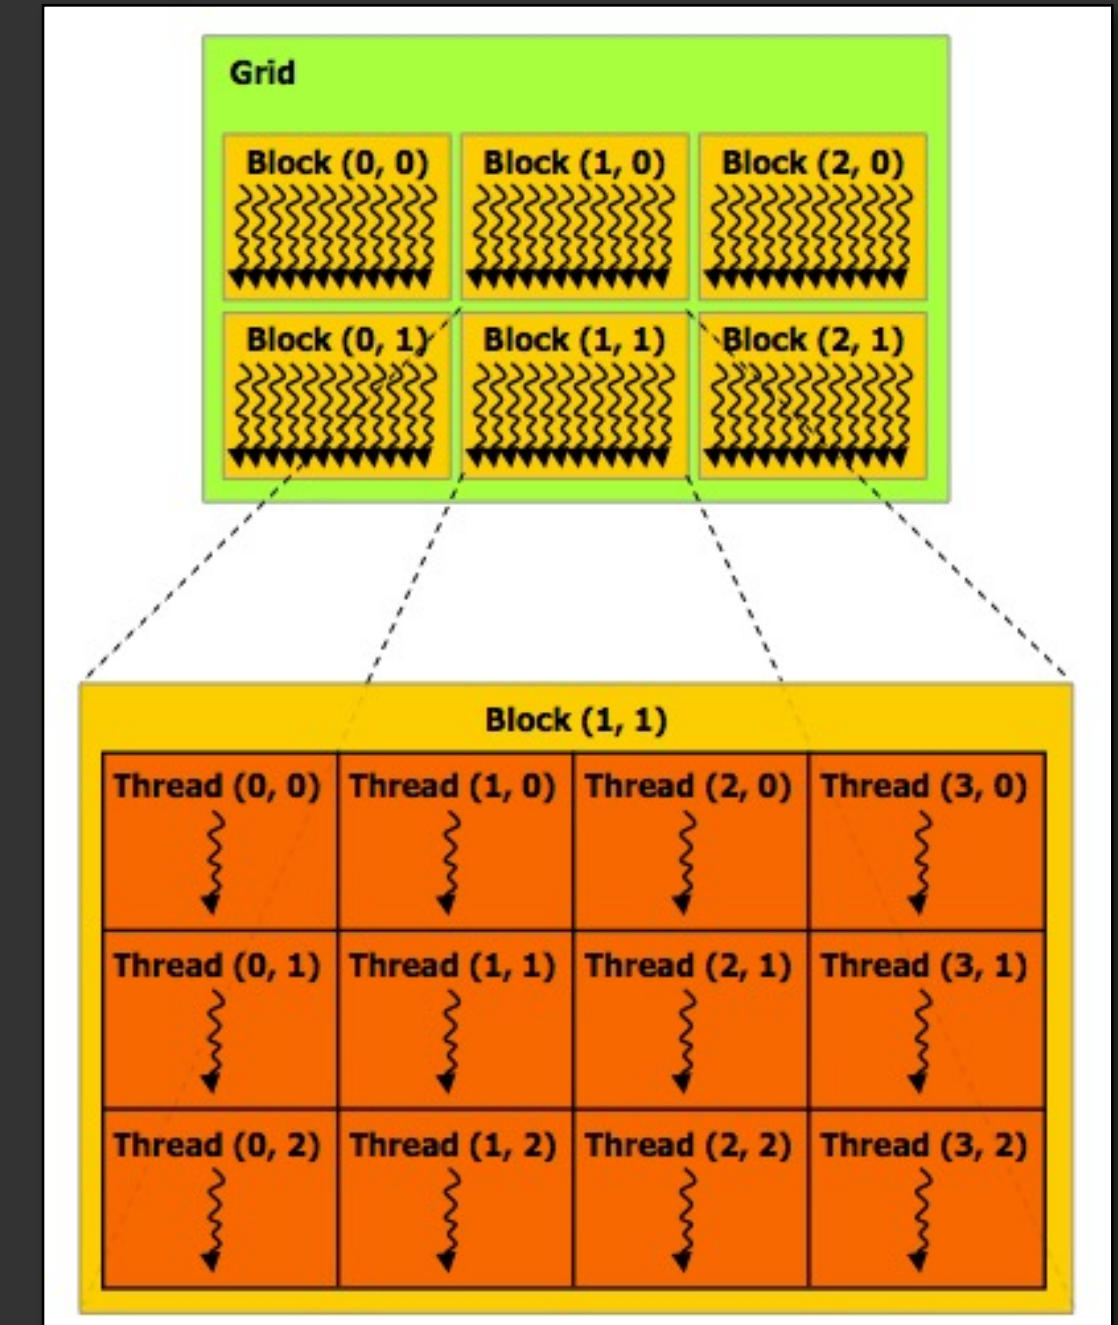 Grid
Block (0, 0) Block (1, 0) Block (2, 0)
Block (0, 1) Block (1, 1) Block (2, 1)
Block (1, 1)
Thread (0, 0) Thread (1, 0) Thread (2, 0) Thread (3, 0)
Thread (0, 1) Thread (1, 1) Thread (2, 1) Thread (3, 1)
Thread (0, 2) Thread (1, 2) Thread (2, 2) Thread (3, 2)